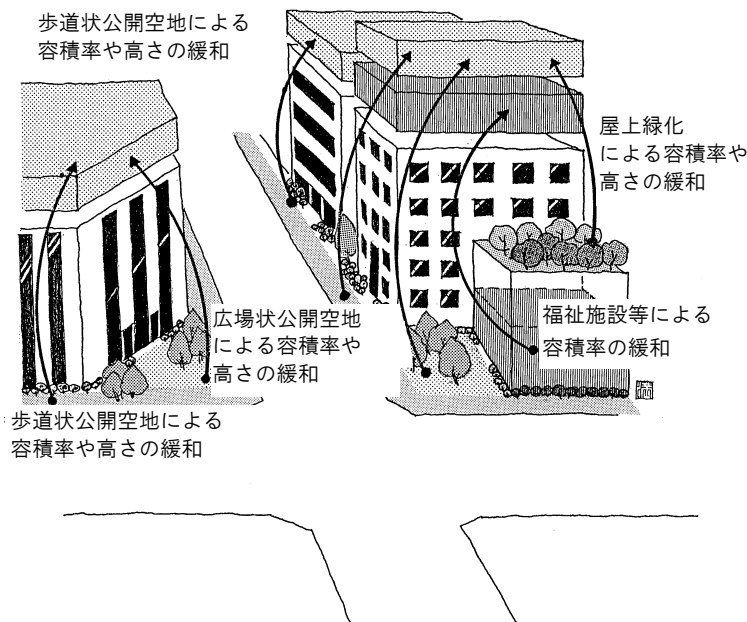 歩道状公開空地による
容積率や高さの緩和
屋上緑化
による容積率や
高さの緩和
広場状公開空地
による容積率や
高さの緩和
福祉施設等による
容積率の緩和
歩道状公開空地による
容積率や高さの緩和